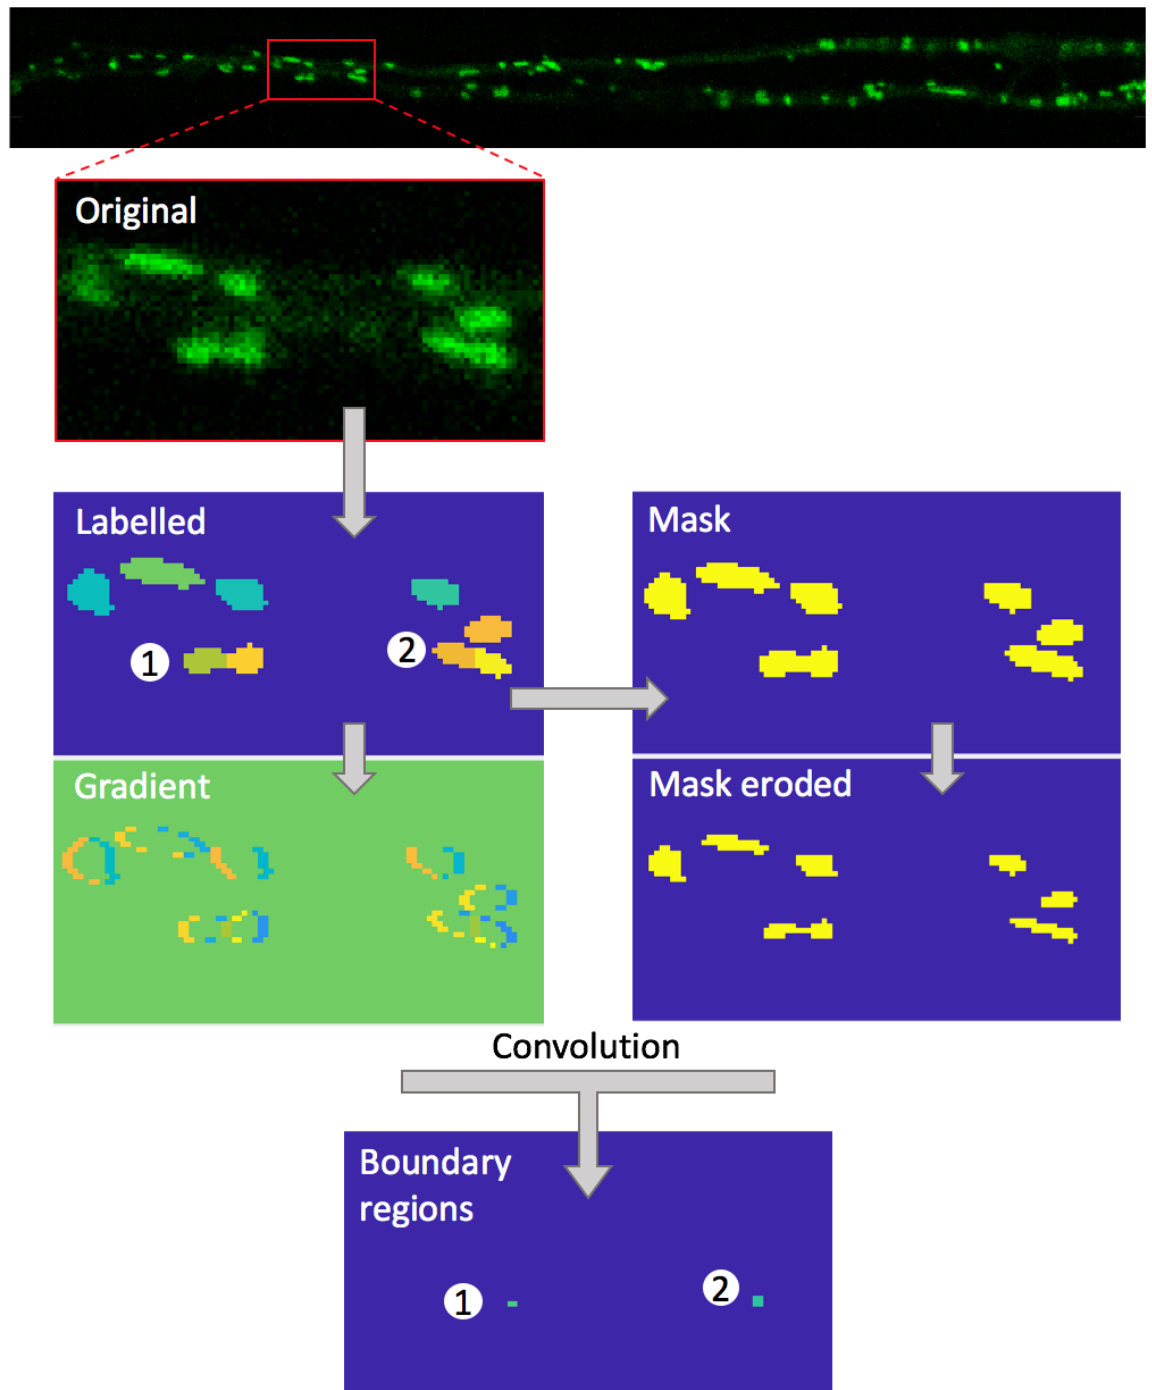 Original
Labelled
Mask
1
2
Gradient
Mask eroded
Convolution
Boundary
regions
1
2